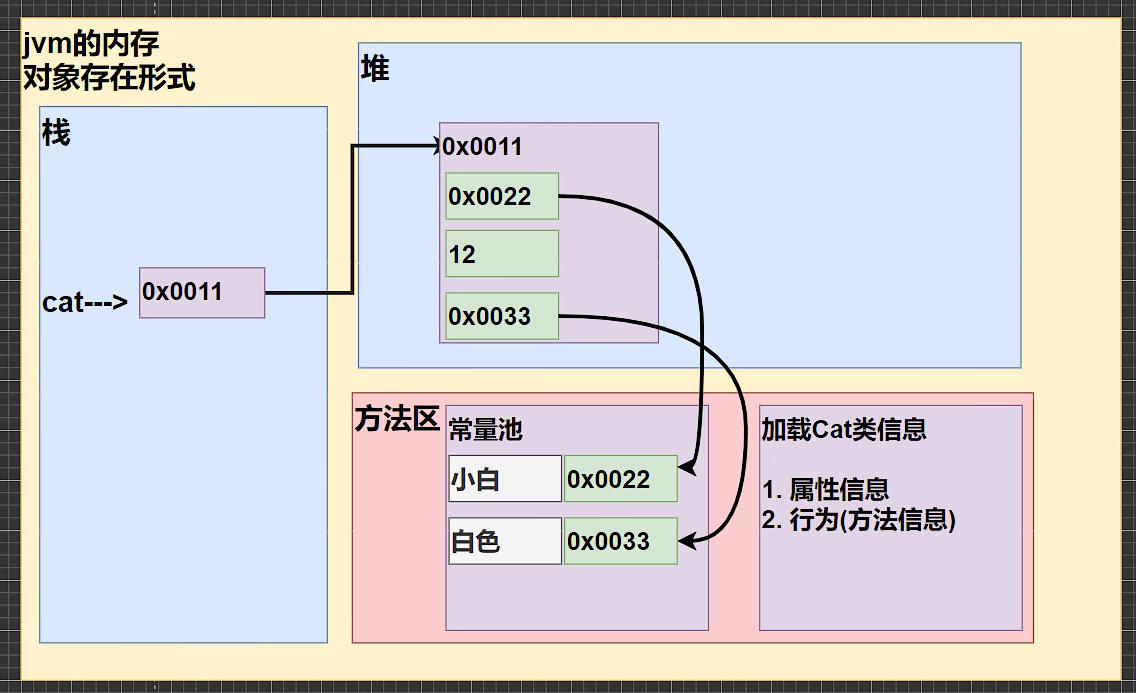 jvm的内存
对象存在形式
栈
cat--->
0x0011
堆
0x0011
0x0022
12
0x0033
方法区
常量池
小白
0x0022
白色
0x0033
加载Cat类信息
1. 属性信息
2. 行为(方法信息)